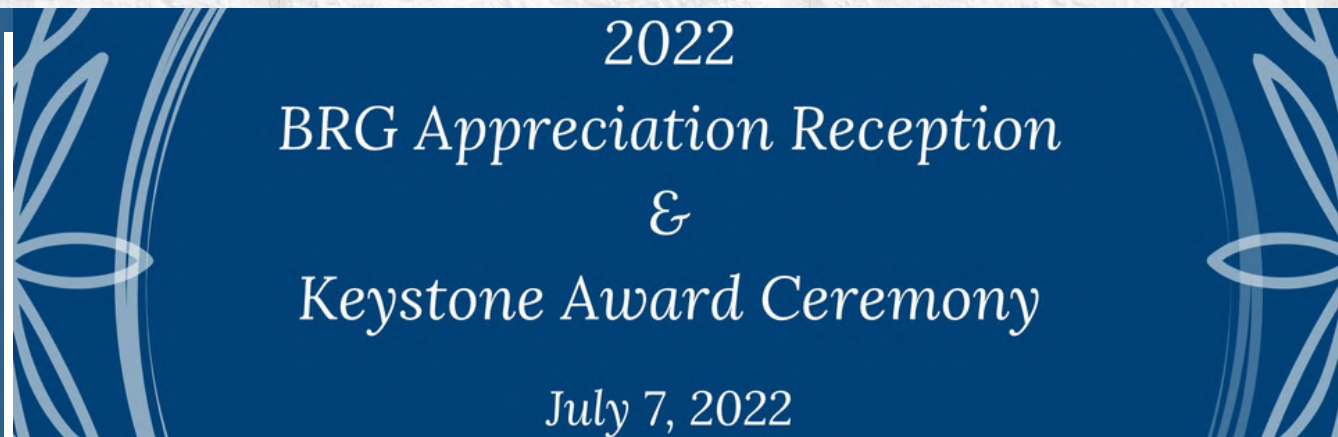 2022
BRG Appreciation Reception
&
Keystone Award Ceremony
July 7, 2022